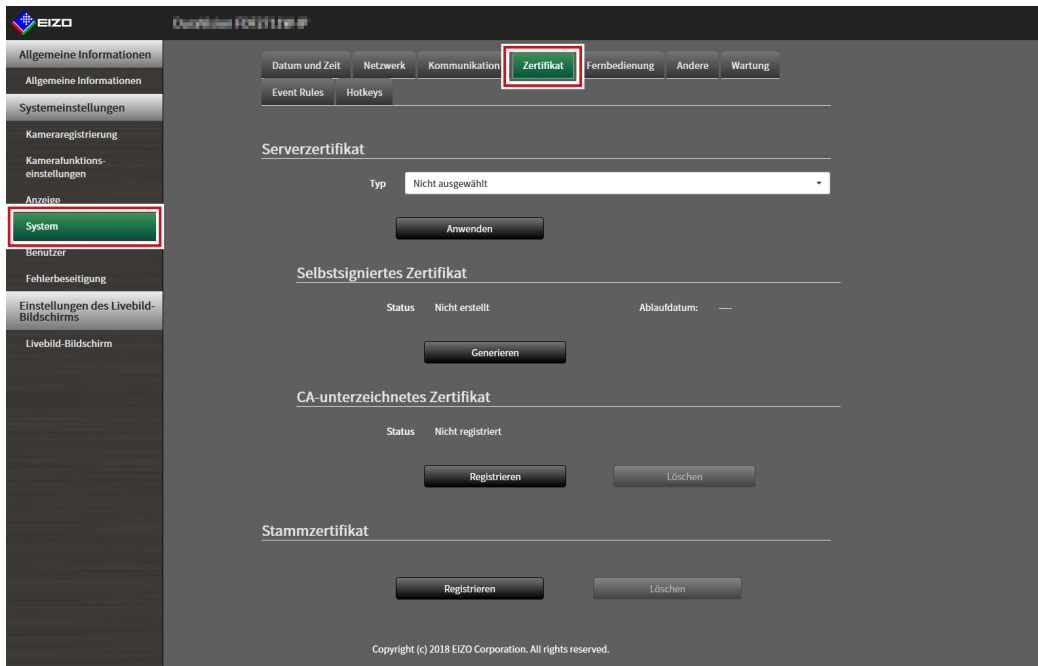 EIZO
Allgemeine Informationen
Allgemeine Informationen
Systemeinstellungen
Kameraregistrierung
Kamerafunktions-
einstellungen
Anzeige
System
Benutzer
Fehlerbeseitigung
Einstellungen des Livebild-
Bildschirms
Livebild-Bildschirm
Datum und Zeit Netzwerk Kommunikation Zertifikat Fernbedienung Andere Wartung
Event Rules Hotkeys
Serverzertifikat
Typ Nicht ausgewählt
Anwenden
Selbstsigniertes Zertifikat
Status Nicht erstellt Ablaufdatum: ----
Generieren
CA-unterzeichnetes Zertifikat
Status Nicht registriert
Registrieren Löschen
Stammzertifikat
Registrieren Löschen
Copyright (c) 2018 EIZO Corporation. All rights reserved.